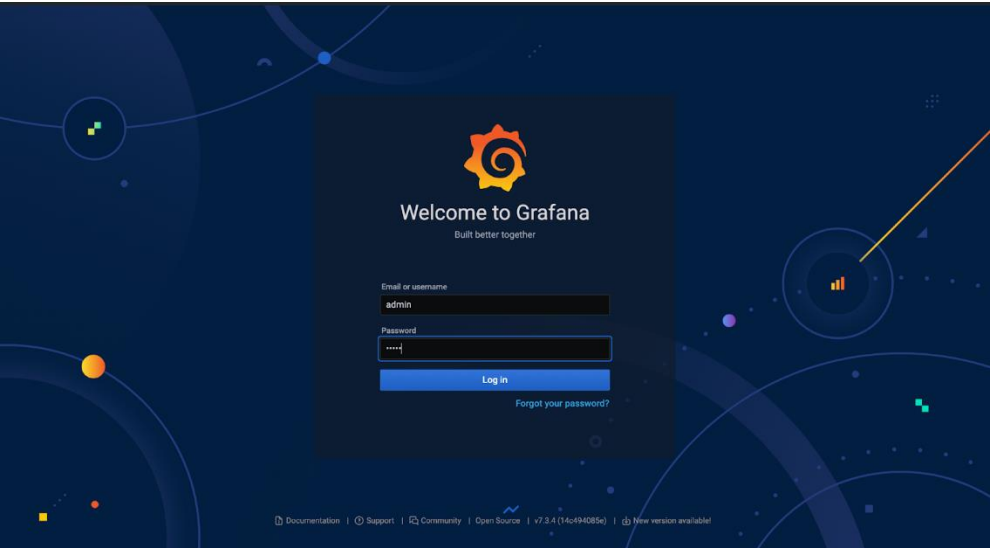 Welcome to Grafana
Built better together
Email or username
admin
Password
•••••
Log in
Forgot your password?
Documentation | Support | Community | Open Source | v7.3.4 (14c494085e) | New version available!